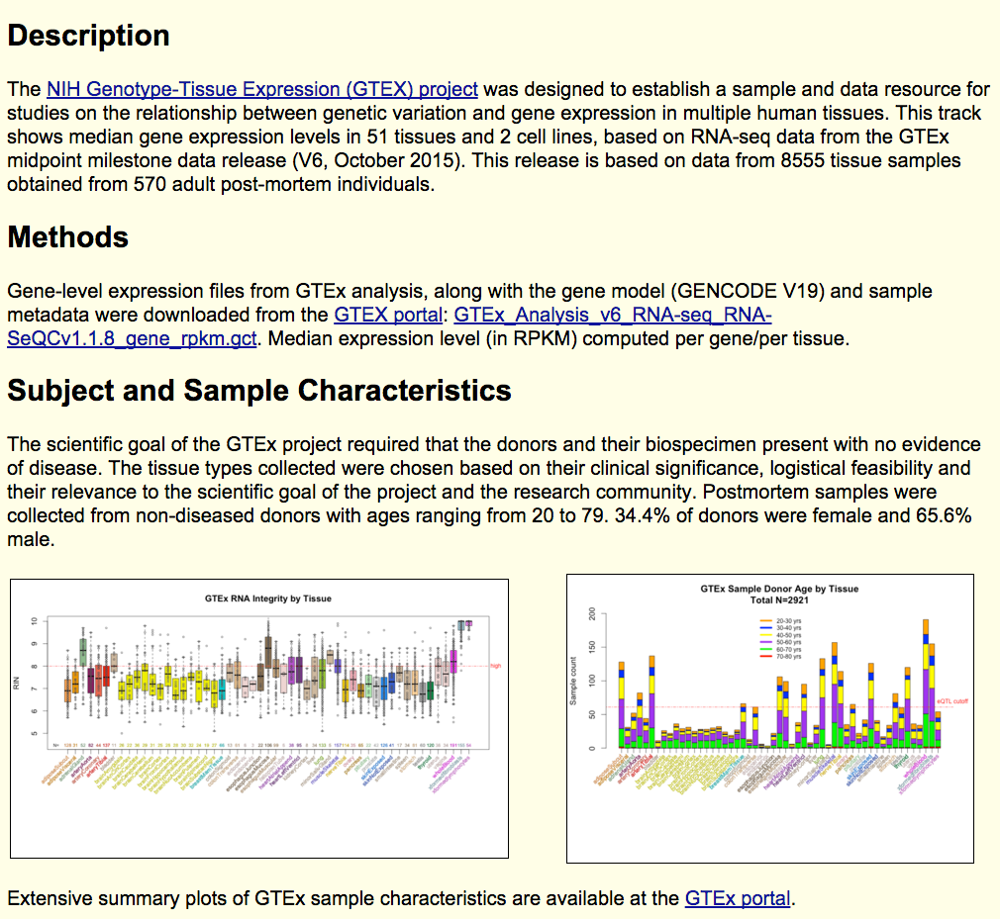 Description
The NIH Genotype-Tissue Expression (GTEX) project was designed to establish a sample and data resource for
studies on the relationship between genetic variation and gene expression in multiple human tissues. This track
shows median gene expression levels in 51 tissues and 2 cell lines, based on RNA-seq data from the GTEx
midpoint milestone data release (V6, October 2015). This release is based on data from 8555 tissue samples
obtained from 570 adult post-mortem individuals.
Methods
Gene-level expression files from GTEx analysis, along with the gene model (GENCODE V19) and sample
metadata were downloaded from the GTEX portal: GTEx_Analysis_v6_RNA-seq_RNA-
SeQCv1.1.8_gene_rpkm.gct. Median expression level (in RPKM) computed per gene/per tissue.
Subject and Sample Characteristics
The scientific goal of the GTEx project required that the donors and their biospecimen present with no evidence
of disease. The tissue types collected were chosen based on their clinical significance, logistical feasibility and
their relevance to the scientific goal of the project and the research community. Postmortem samples were
collected from non-diseased donors with ages ranging from 20 to 79. 34.4% of donors were female and 65.6%
male.
GTEx RNA Integrity by Tissue
RIN
10
9
8
7
6
5
high
GTEx Sample Donor Age by Tissue
Total N=2921
20-30 yrs
30-40 yrs
40-50 yrs
50-60 yrs
60-70 yrs
70-80 yrs
Sample count
200
150
100
50
0
eQTL cutoff
Extensive summary plots of GTEx sample characteristics are available at the GTEx portal.